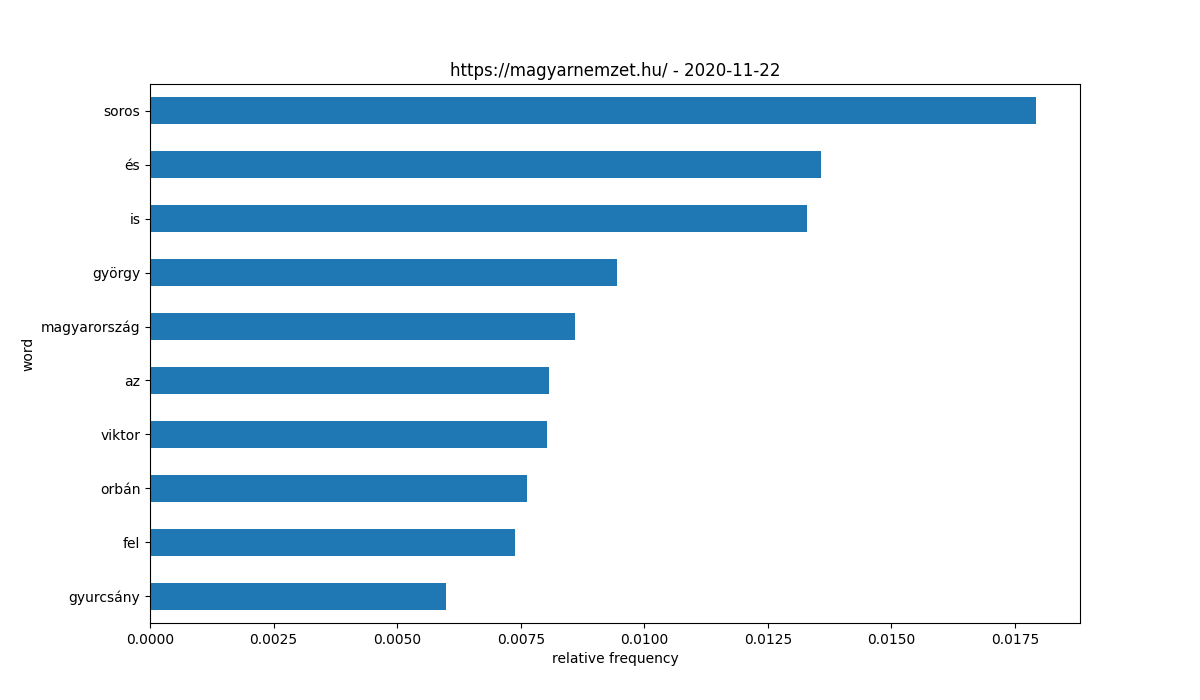 https://magyarnemzet.hu/ - 2020-11-22
soros
és
is
györgy
magyarország
az
viktor
orbán
fel
gyurcsány
word
0.0000 0.0025 0.0050 0.0075 0.0100 0.0125 0.0150 0.0175
relative frequency